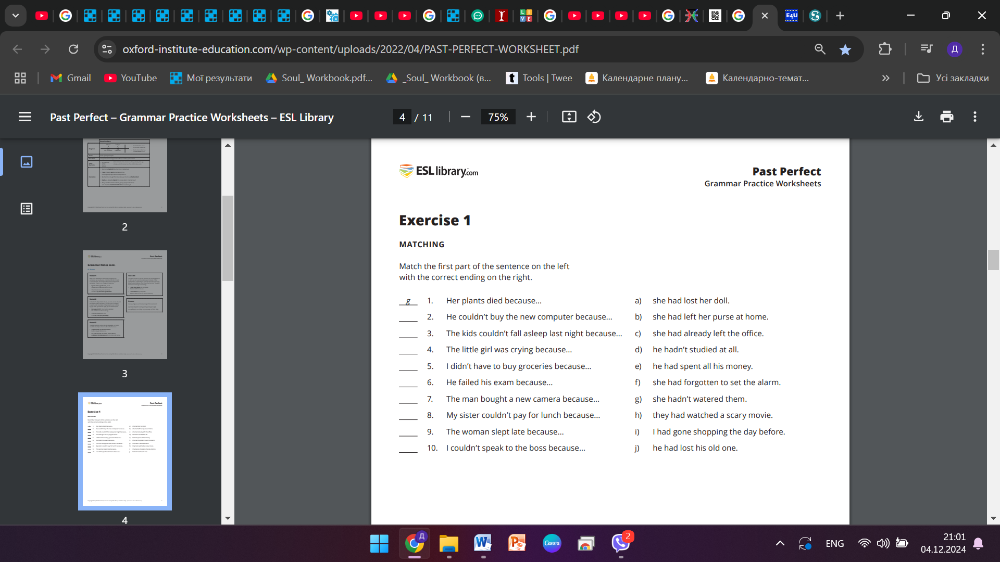 oxford-institute-education.com/wp-content/uploads/2022/04/PAST-PERFECT-WORKSHEET.pdf
Д
Gmail
YouTube
Мої результати
Soul_ Workbook.pdf...
_Soul_ Workbook (в...
Tools | Twee
Календарне плану...
Календарно-темат...
Усі закладки
Past Perfect – Grammar Practice Worksheets – ESL Library
4 / 11
75%
2
3
4
ESL library.com
Past Perfect
Grammar Practice Worksheets
Exercise 1
MATCHING
Match the first part of the sentence on the left
with the correct ending on the right.
g 1. Her plants died because... a) she had lost her doll.
2. He couldn't buy the new computer because... b) she had left her purse at home.
3. The kids couldn't fall asleep last night because... c) she had already left the office.
4. The little girl was crying because... d) he hadn't studied at all.
5. I didn't have to buy groceries because... e) he had spent all his money.
6. He failed his exam because... f) she had forgotten to set the alarm.
7. The man bought a new camera because... g) she hadn't watered them.
8. My sister couldn't pay for lunch because... h) they had watched a scary movie.
9. The woman slept late because... i) I had gone shopping the day before.
10. I couldn't speak to the boss because... j) he had lost his old one.
Canva
2
ENG
21:01
04.12.2024